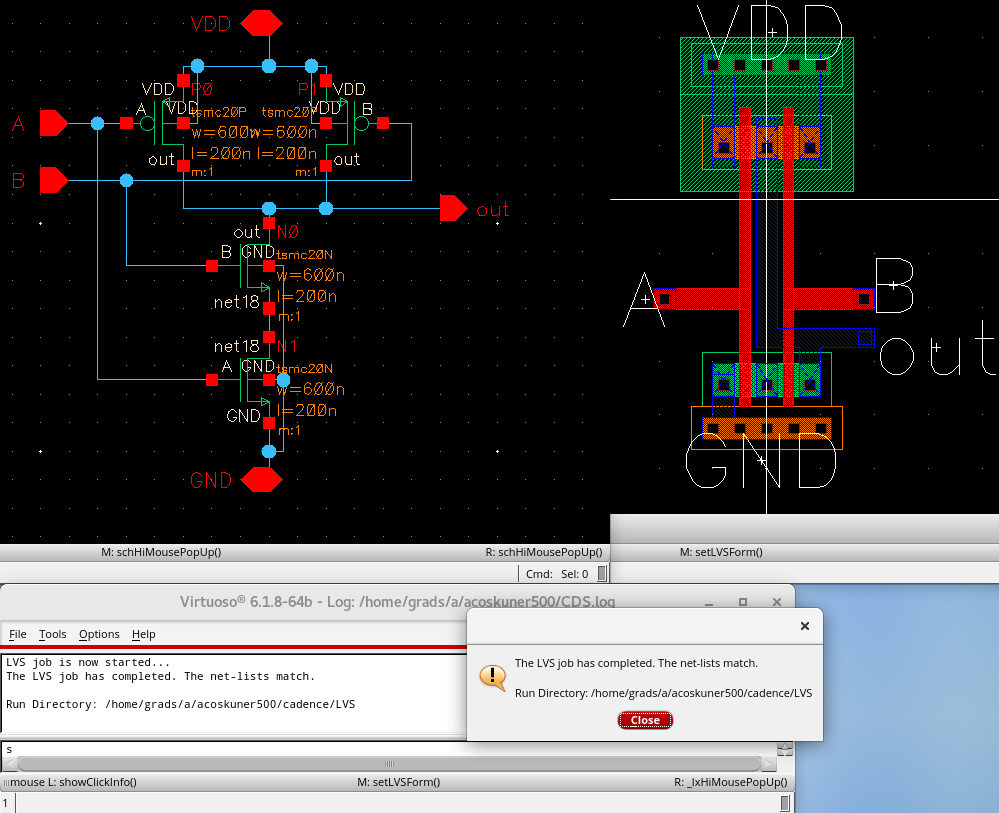 VDD
VDD
VDD P0 P1 VDD
A VDD tsmc20P tsmc20P VDD B
A w=600n w=600n
l=200n l=200n
out m:1 m:1 out
B
out
out N0
B GND tsmc20N
w=600n
l=200n
net18 m:1
net18 N1
A GND tsmc20N
w=600n
l=200n
GND m:1
GND
A B
out
GND
M: schHiMousePopUp() R: schHiMousePopUp() M: setLVSForm()
Cmd: Sel: 0
Virtuoso® 6.1.8-64b - Log: /home/grads/a/acoskuner500/CDS.log
File Tools Options Help
LVS job is now started...
The LVS job has completed. The net-lists match.
Run Directory: /home/grads/a/acoskuner500/cadence/LVS
The LVS job has completed. The net-lists match.
Run Directory: /home/grads/a/acoskuner500/cadence/LVS
Close
s
mouse L: showClickInfo() M: setLVSForm() R: _lxHiMousePopUp()
1